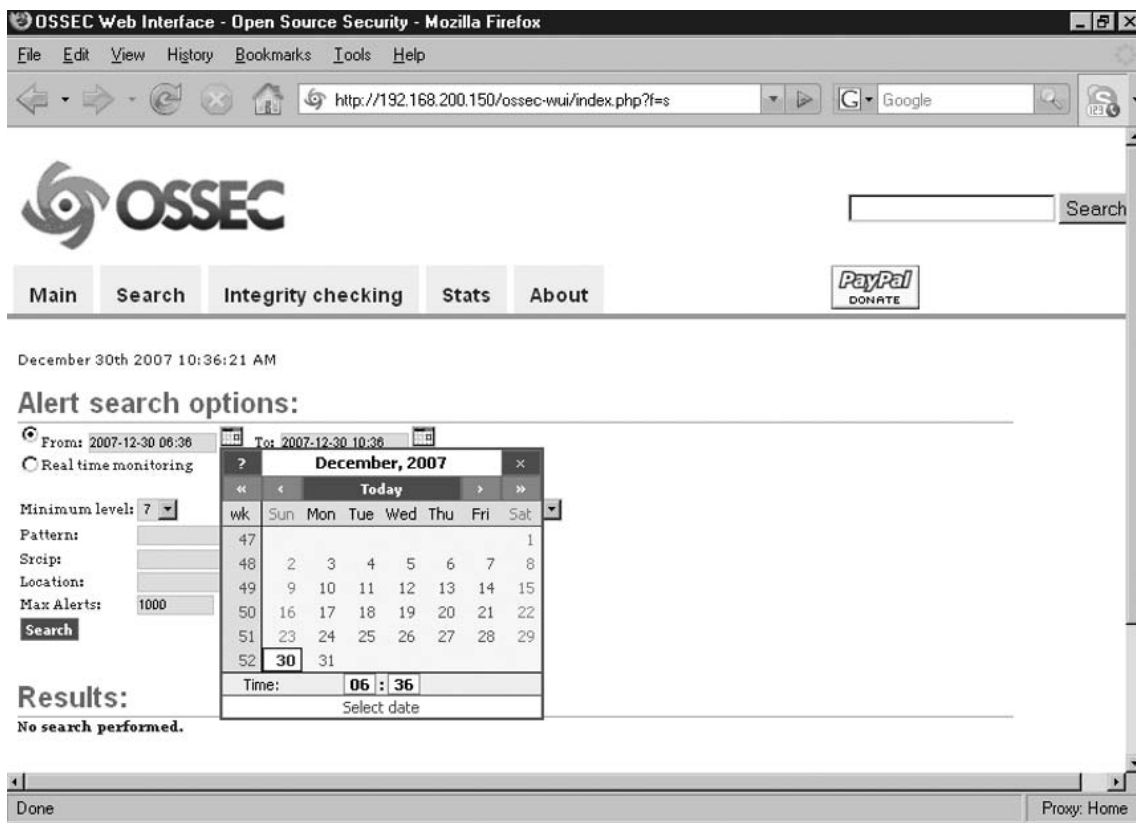 OSSEC Web Interface - Open Source Security - Mozilla Firefox
File Edit View History Bookmarks Tools Help
http://192.168.200.150/ossec-wui/index.php?f=s G Google
123
OSSEC
Search
Main Search Integrity checking Stats About
PayPal
DONATE
December 30th 2007 10:36:21 AM
Alert search options:
From: 2007-12-30 06:36 To: 2007-12-30 10:36
Real time monitoring
? December, 2007 ×
« ‹ Today › »
Minimum level: 7
wk Sun Mon Tue Wed Thu Fri Sat
Pattern:
47 1
Srcip:
48 2 3 4 5 6 7 8
Location:
49 9 10 11 12 13 14 15
Max Alerts: 1000
50 16 17 18 19 20 21 22
Search
51 23 24 25 26 27 28 29
52 30 31
Time: 06 : 36
Select date
Results:
No search performed.
Done Proxy: Home